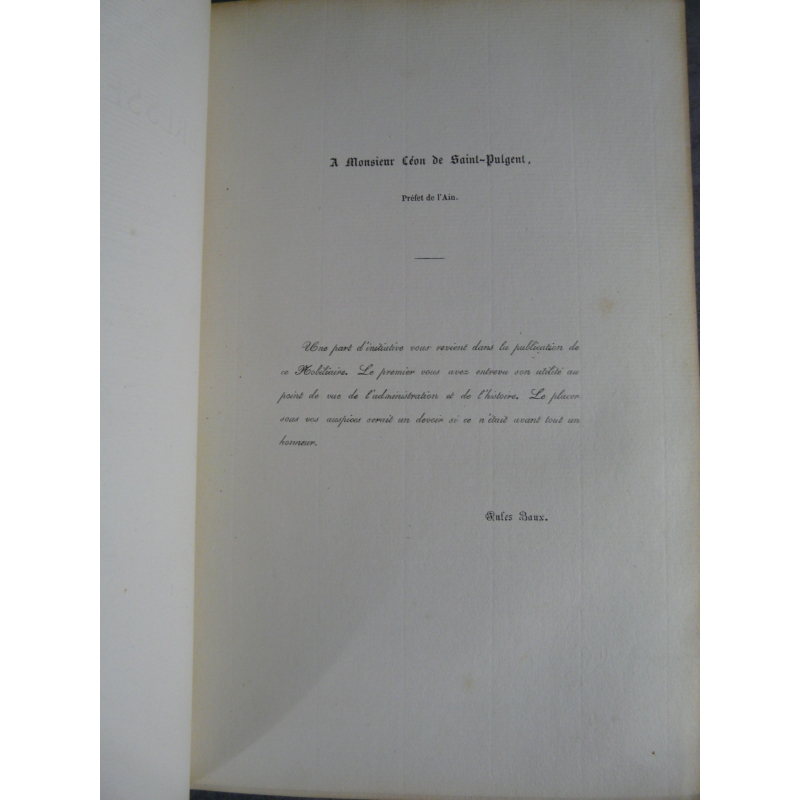 A Monsieur Léon de Saint-Pulgent,
Préfet de l'Ain.
Une part d'initiative vous revient dans la publication de
ce Nobiliaire. Le premier vous avez entrevu son utilité au
point de vue de l'administration et de l'histoire. Le placer
sous vos auspices serait un devoir si ce n'était avant tout un
honneur.
Jules Baux.